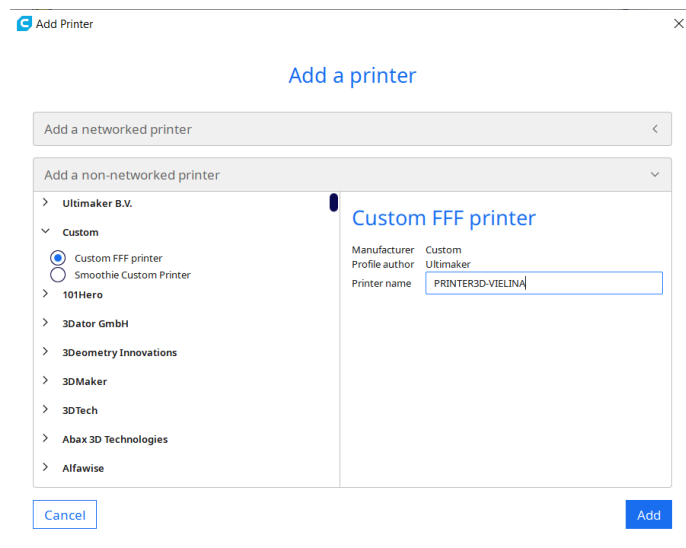 Add Printer
Add a printer
Add a networked printer
Add a non-networked printer
Ultimaker B.V.
Custom
Custom FFF printer
Smoothie Custom Printer
101Hero
3Dator GmbH
3Deometry Innovations
3DMaker
3DTech
Abax 3D Technologies
Alfawise
Custom FFF printer
Manufacturer Custom
Profile author Ultimaker
Printer name PRINTER3D-VIELINA
Cancel
Add